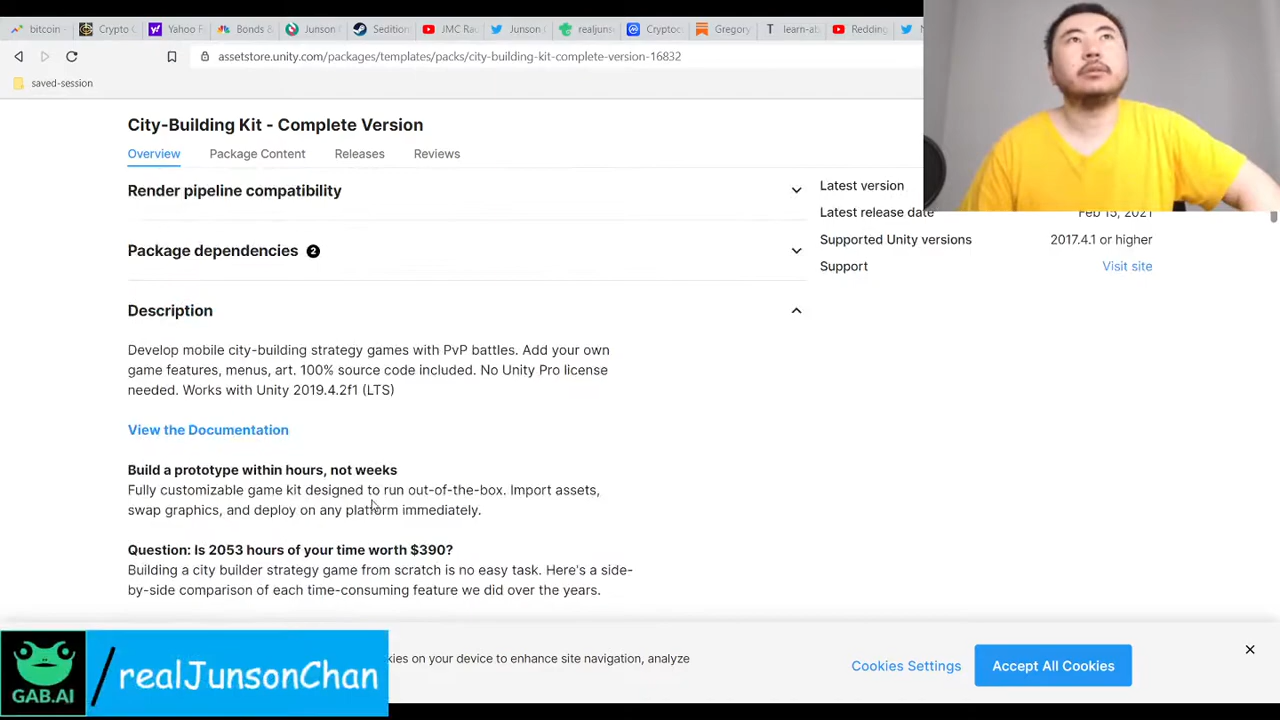 bitcoin
Crypto
Yahoo F
Bonds &
Junson
Sedition
JMC Ra
Junson
realjuns
Cryptoc
Gregory
learn-ab
Redding
assetstore.unity.com/packages/templates/packs/city-building-kit-complete-version-16832
saved-session
City-Building Kit - Complete Version
Overview
Package Content
Releases
Reviews
Render pipeline compatibility
Package dependencies 2
Description
Develop mobile city-building strategy games with PvP battles. Add your own
game features, menus, art. 100% source code included. No Unity Pro license
needed. Works with Unity 2019.4.2f1 (LTS)
View the Documentation
Build a prototype within hours, not weeks
Fully customizable game kit designed to run out-of-the-box. Import assets,
swap graphics, and deploy on any platform immediately.
Question: Is 2053 hours of your time worth $390?
Building a city builder strategy game from scratch is no easy task. Here's a side-
by-side comparison of each time-consuming feature we did over the years.
Latest version
Latest release date Feb 15, 2021
Supported Unity versions 2017.4.1 or higher
Support Visit site
kies on your device to enhance site navigation, analyze
Cookies Settings
Accept All Cookies
GAB.AI
/realJunsonChan